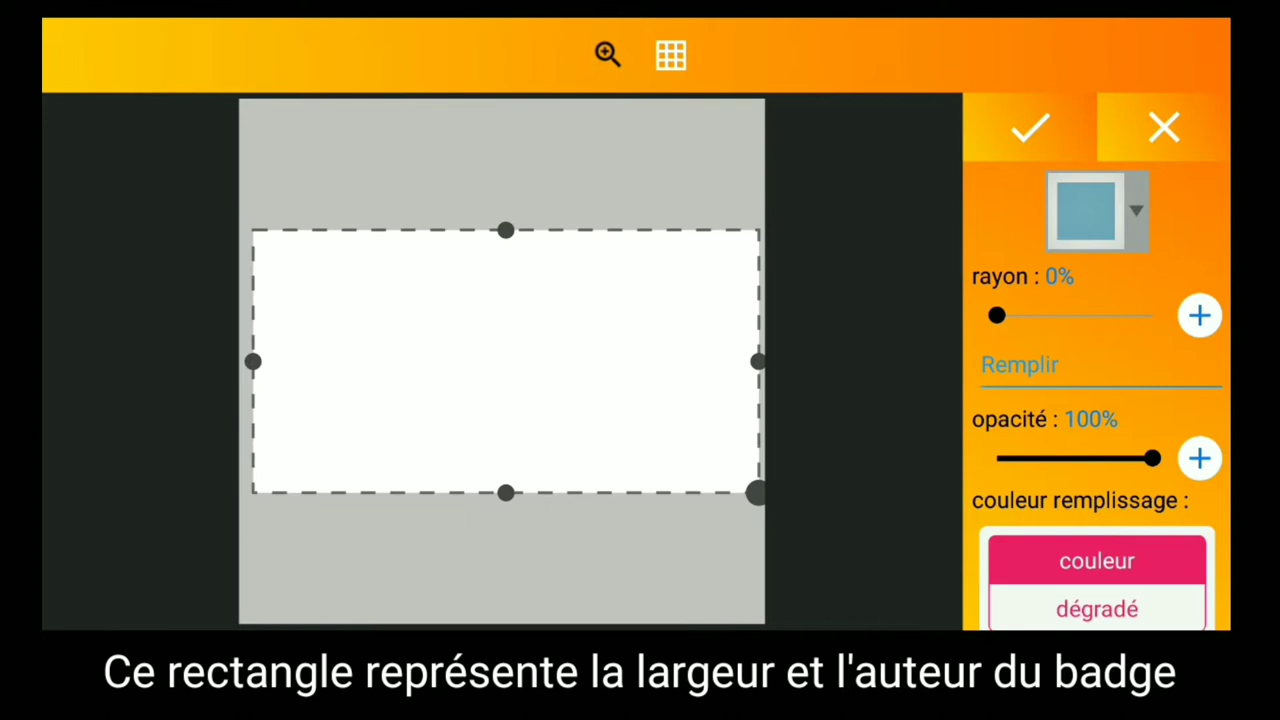 rayon : 0%
Remplir
opacité : 100%
couleur remplissage :
couleur
dégradé
Ce rectangle représente la largeur et l'auteur du badge